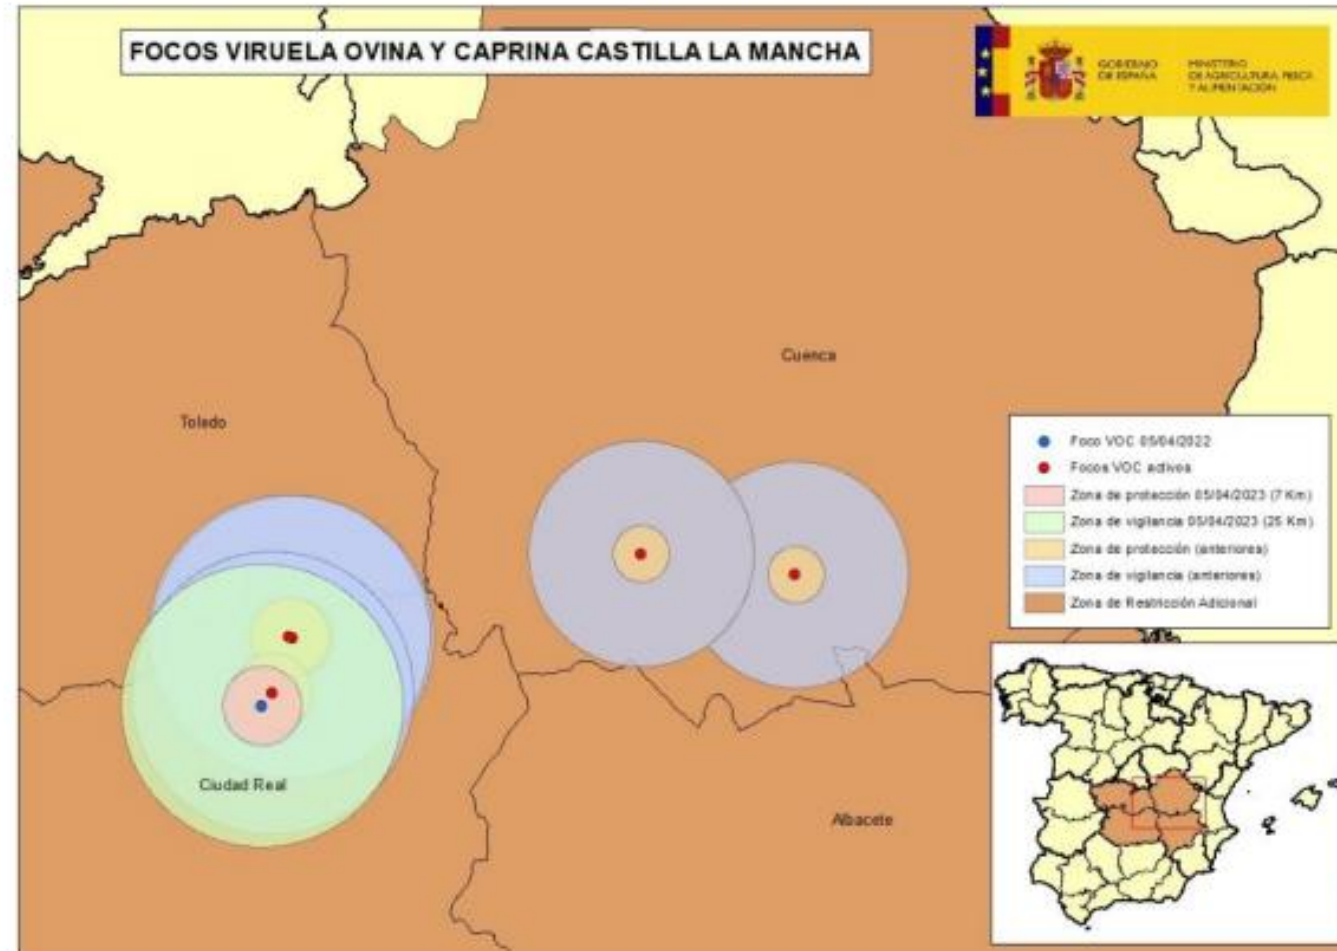 FOCOS VIRUELA OVINA Y CAPRINA CASTILLA LA MANCHA
GOBIERNO
DE ESPAÑA
MINISTERIO
DE AGRICULTURA, PESCA
Y ALIMENTACIÓN
Cuenca
Toledo
Foco VOC 05/04/2022
Focos VOC activos
Zona de protección 05/04/2023 (7 Km)
Zona de vigilancia 05/04/2023 (25 Km)
Zona de protección (anteriores)
Zona de vigilancia (anteriores)
Zona de Restricción Adicional
Ciudad Real
Albacete